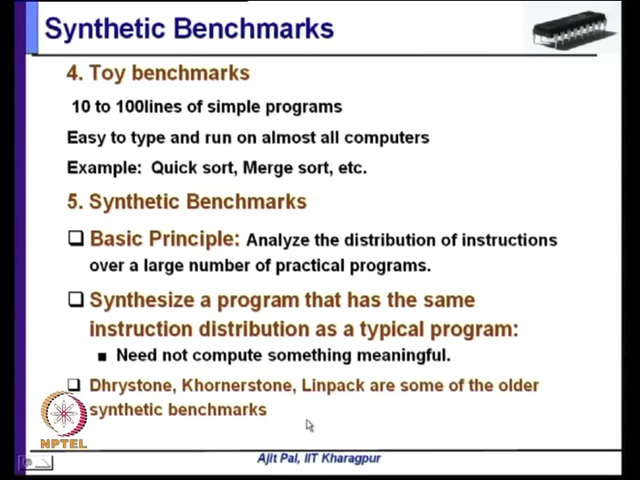 Synthetic Benchmarks
4. Toy benchmarks
10 to 100lines of simple programs
Easy to type and run on almost all computers
Example: Quick sort, Merge sort, etc.
5. Synthetic Benchmarks
Basic Principle: Analyze the distribution of instructions
over a large number of practical programs.
Synthesize a program that has the same
instruction distribution as a typical program:
Need not compute something meaningful.
Dhrystone, Khornerstone, Linpack are some of the older
synthetic benchmarks
NPTEL
Ajit Pal, IIT Kharagpur